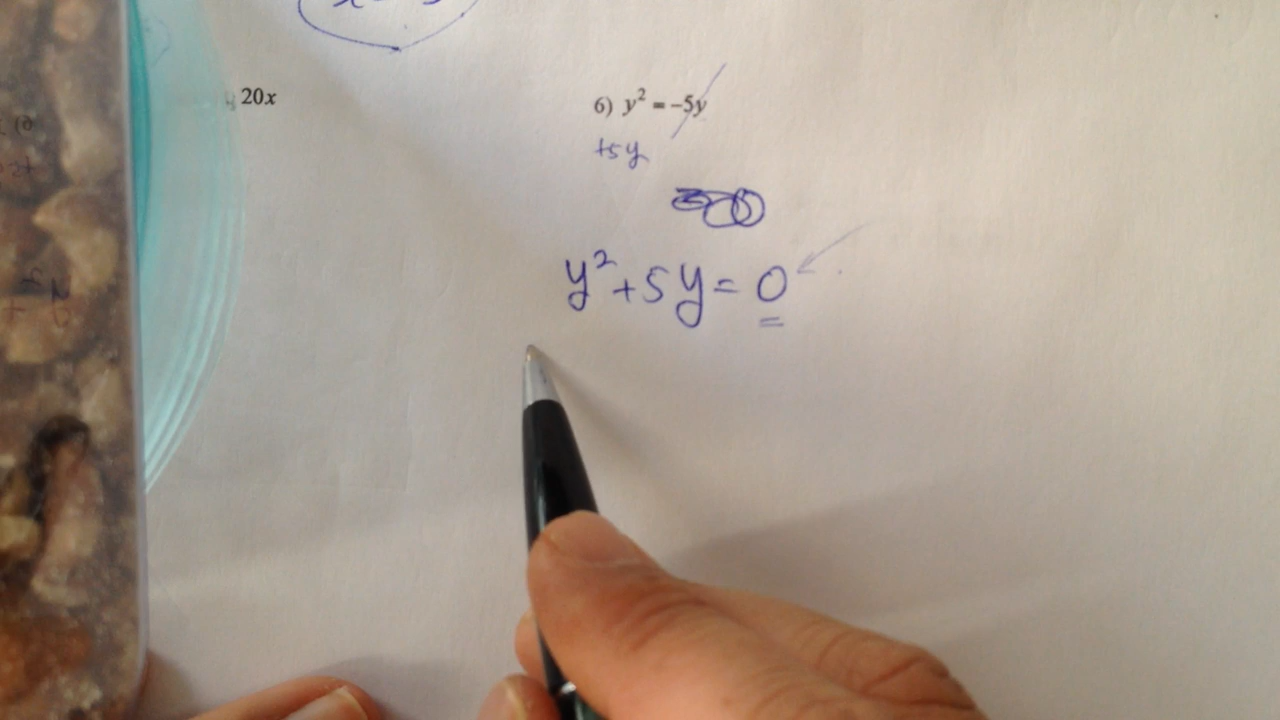 20x
6) y² = -5y
+5y
y² + 5y = 0